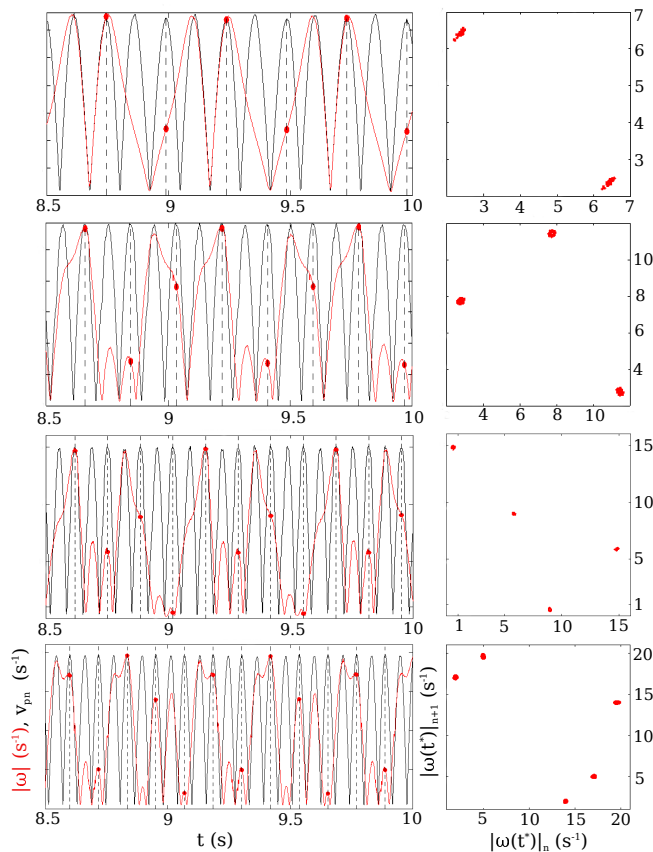 7
6
5
4
3
8.5 9 9.5 10 3 4 5 6 7
10
8
6
4
8.5 9 9.5 10 4 6 8 10
15
10
5
1
8.5 9 9.5 10 1 5 10 15
20
15
10
5
8.5 9 9.5 10 5 10 15 20
|ω| (s⁻¹), v_pn (s⁻¹)
t (s)
|ω(t*)|_n+1 (s⁻¹)
|ω(t*)|_n (s⁻¹)